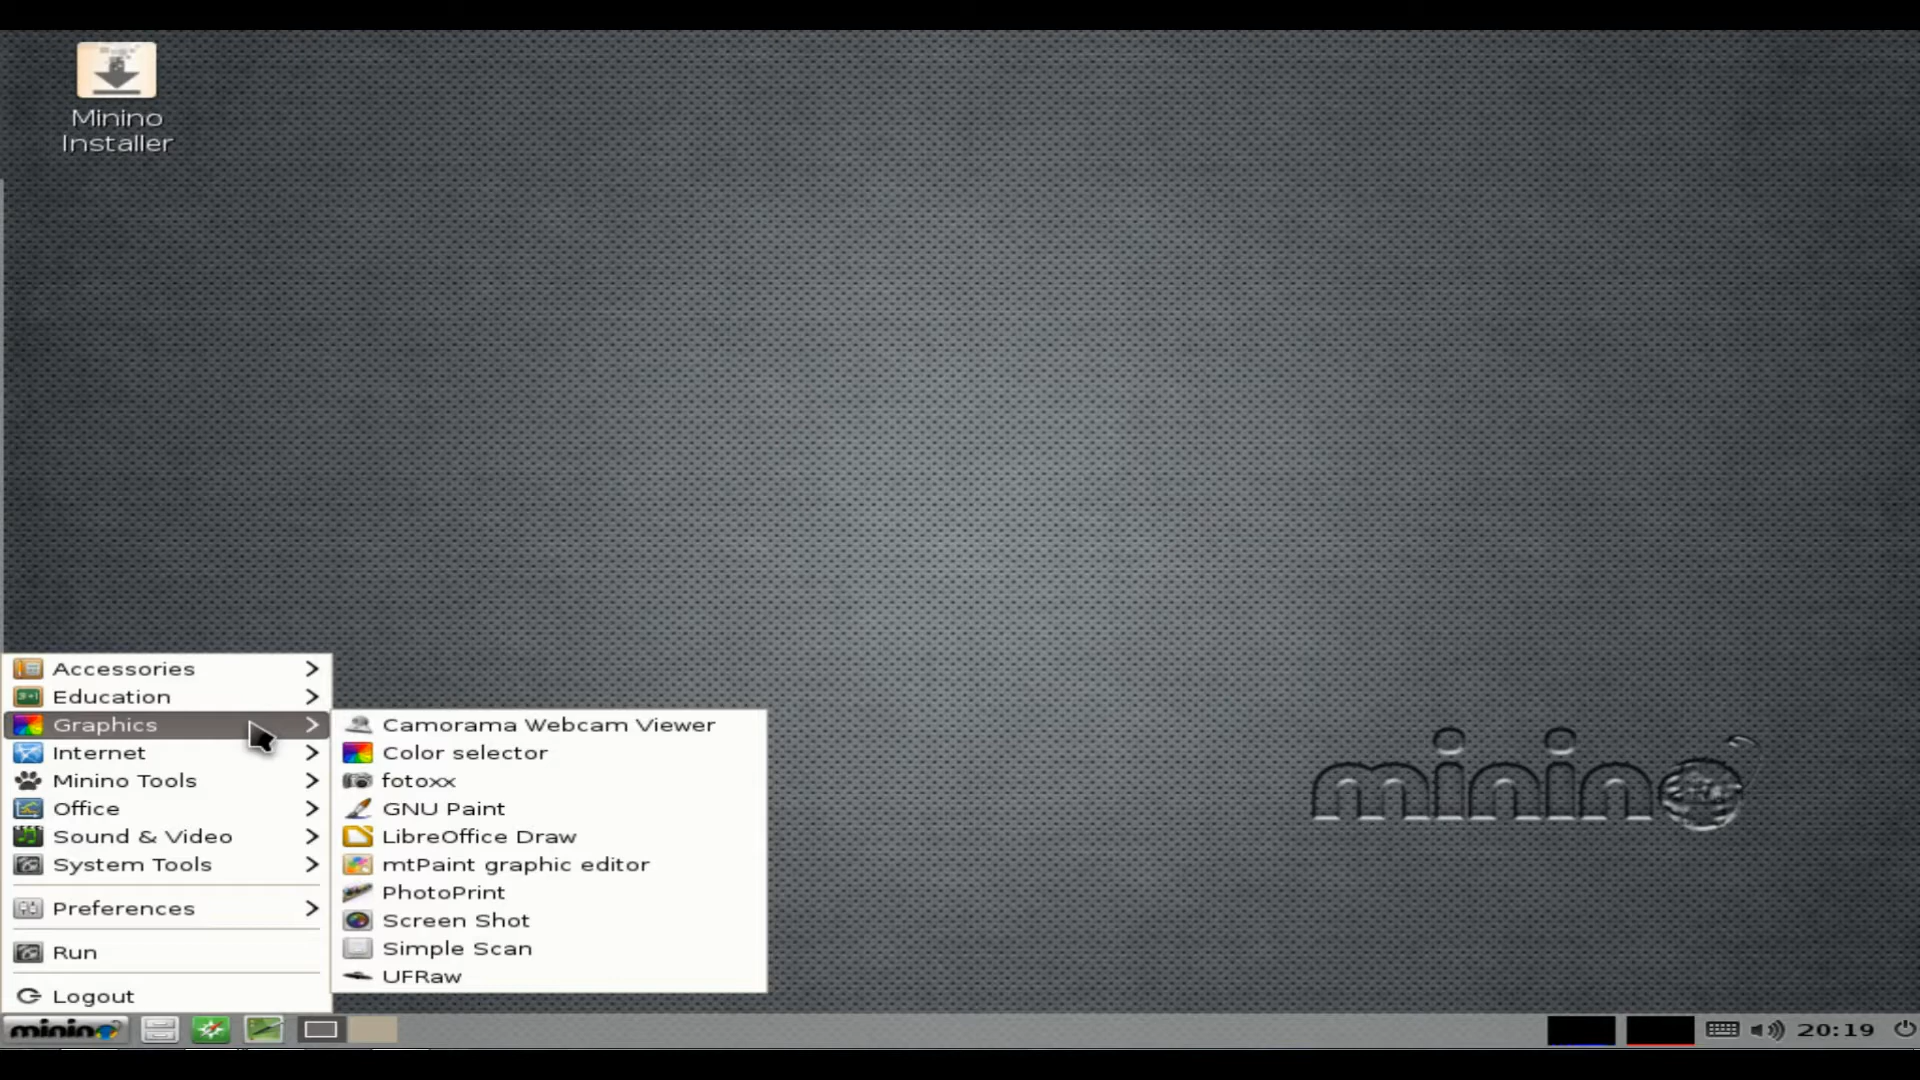 Minino
Installer
Accessories
Education
Graphics
Internet
Minino Tools
Office
Sound & Video
System Tools
Preferences
Run
Logout
Camorama Webcam Viewer
Color selector
fotoxx
GNU Paint
LibreOffice Draw
mtPaint graphic editor
PhotoPrint
Screen Shot
Simple Scan
UFRaw
minino
minino
20:19